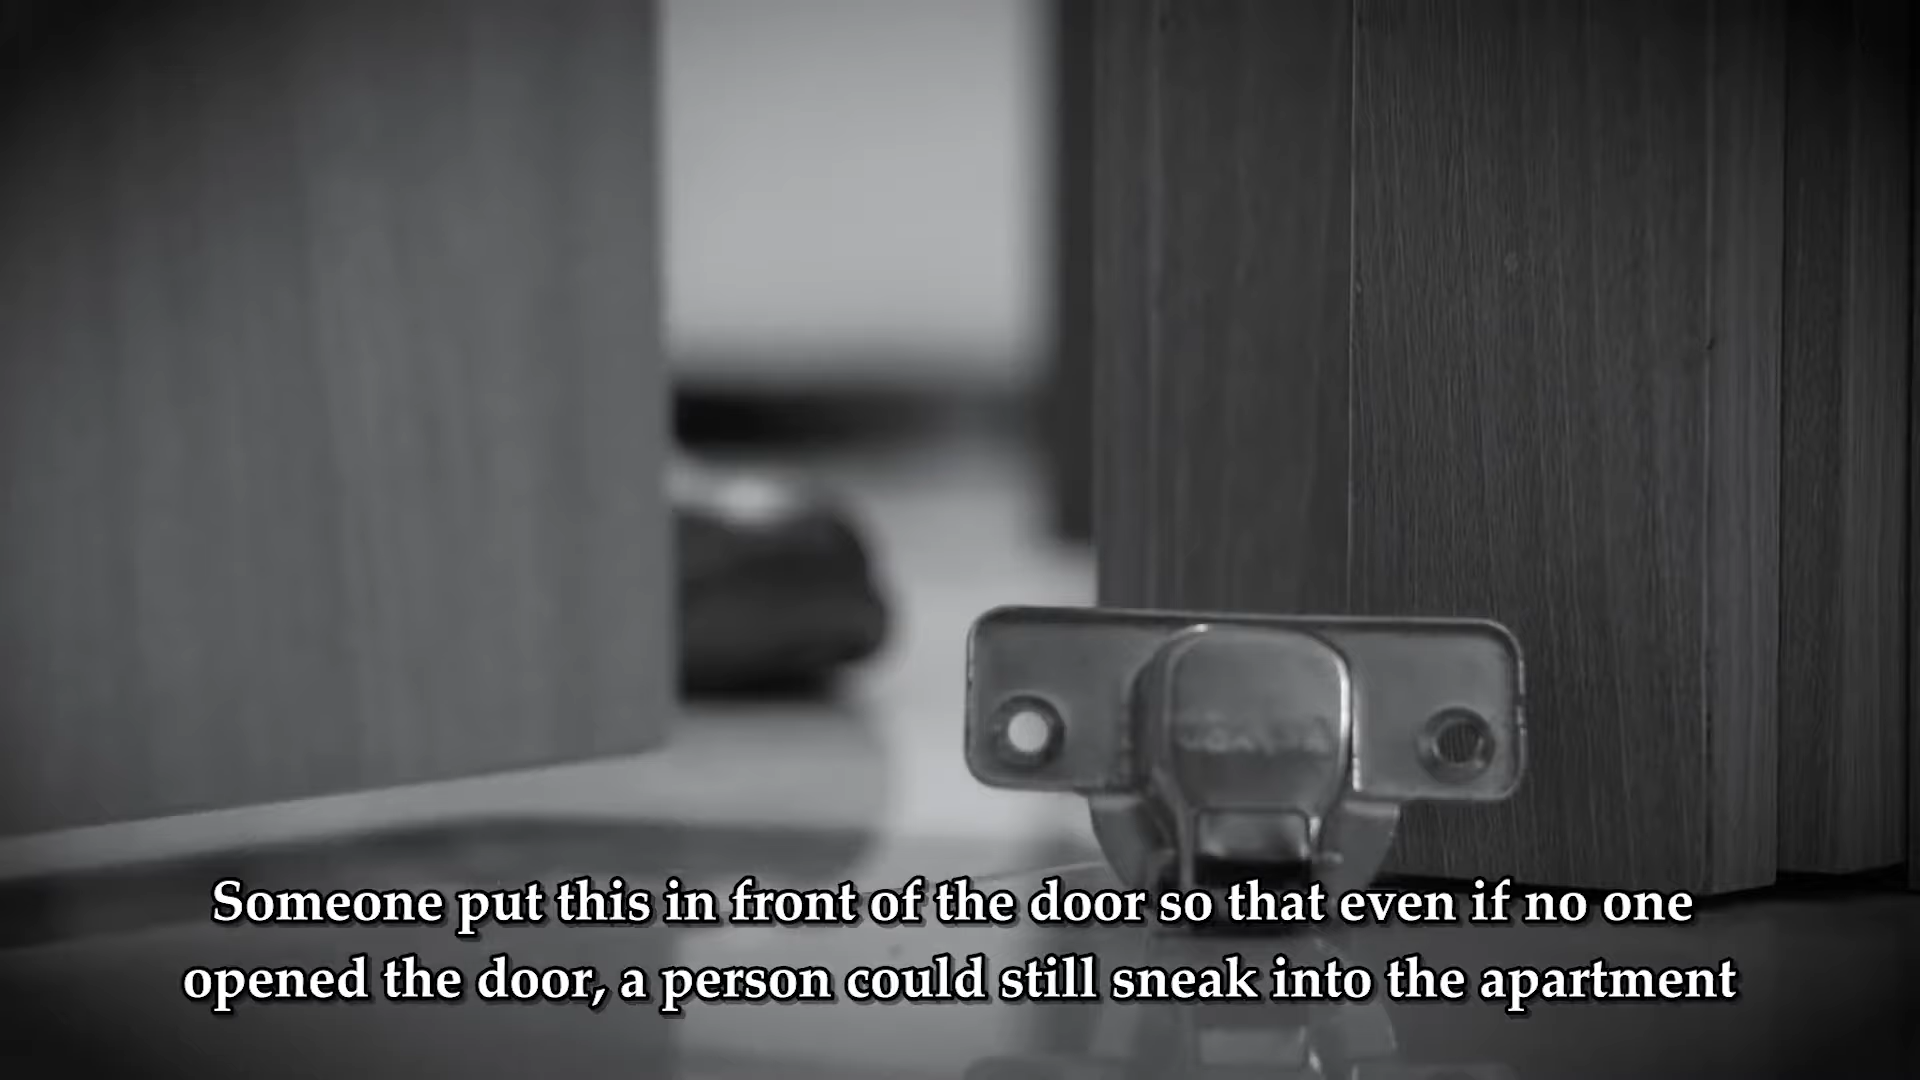 Someone put this in front of the door so that even if no one
opened the door, a person could still sneak into the apartment